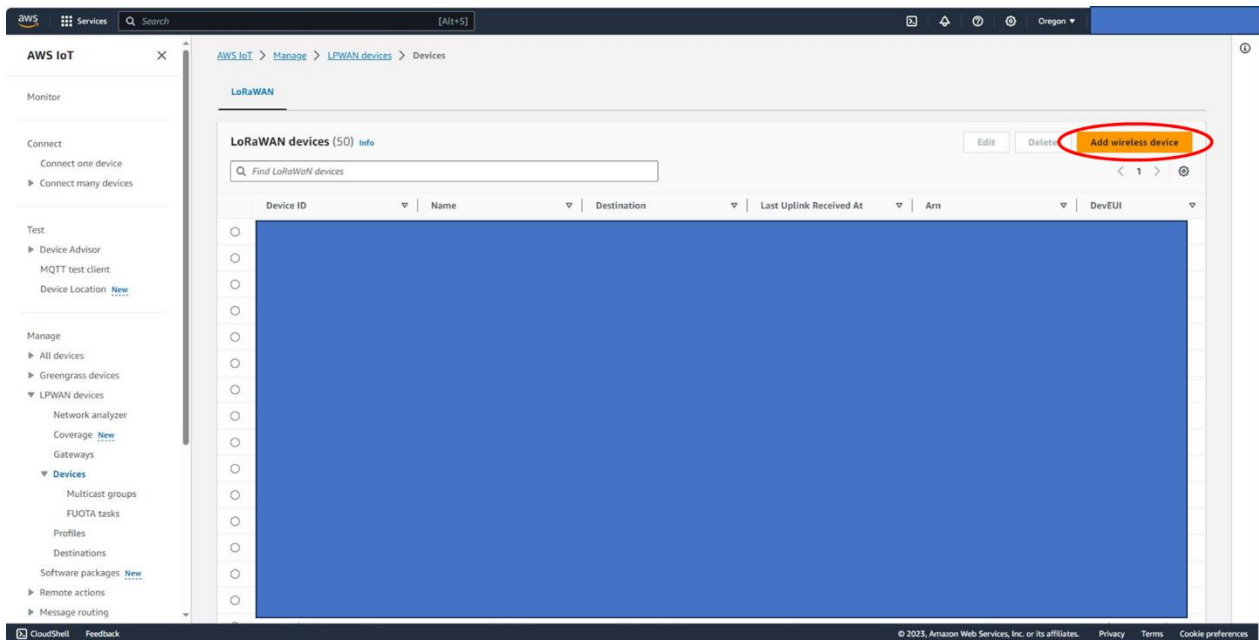 aws Services Search [Alt+S] Oregon
AWS IoT
Monitor
Connect
Connect one device
Connect many devices
Test
Device Advisor
MQTT test client
Device Location New
Manage
All devices
Greengrass devices
LPWAN devices
Network analyzer
Coverage New
Gateways
Devices
Multicast groups
FUOTA tasks
Profiles
Destinations
Software packages New
Remote actions
Message routing
AWS IoT > Manage > LPWAN devices > Devices
LoRaWAN
LoRaWAN devices (50) Info
Edit Delete Add wireless device
Find LoRaWaN devices
< 1 >
Device ID Name Destination Last Uplink Received At Arn DevEUI
CloudShell Feedback © 2023, Amazon Web Services, Inc. or its affiliates. Privacy Terms Cookie preferences